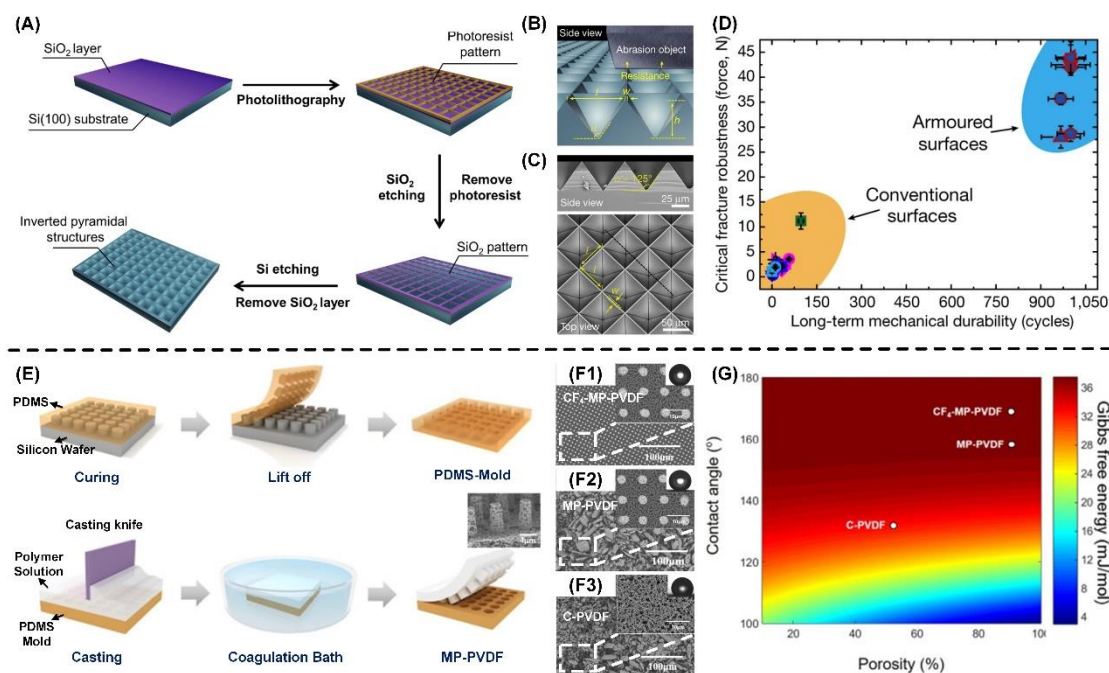 (A)
SiO₂ layer
Si(100) substrate
Photolithography
Photoresist
pattern
SiO₂
etching
Remove
photoresist
SiO₂ pattern
Si etching
Remove SiO₂ layer
Inverted pyramidal
structures
(B)
Side view
Abrasion object
Resistance
l
w
h
(C)
125°
Side view
25 μm
l
l
w
Top view
50 μm
(D)
Critical fracture robustness (force, N)
45
40
35
30
25
20
15
10
5
0
Armoured
surfaces
Conventional
surfaces
0 150 300 450 600 750 900 1,050
Long-term mechanical durability (cycles)
(E)
PDMS
Silicon Wafer
Curing
Lift off
PDMS-Mold
Casting knife
Polymer
Solution
PDMS
Mold
Casting
Coagulation Bath
MP-PVDF
(F1)
CF₄-MP-PVDF
100μm
(F2)
MP-PVDF
100μm
(F3)
C-PVDF
100μm
(G)
Contact angle (°)
180
160
140
120
100
CF₄-MP-PVDF
MP-PVDF
C-PVDF
20 40 60 80 100
Porosity (%)
36
32
28
24
20
16
12
8
4
Gibbs free energy (mJ/mol)